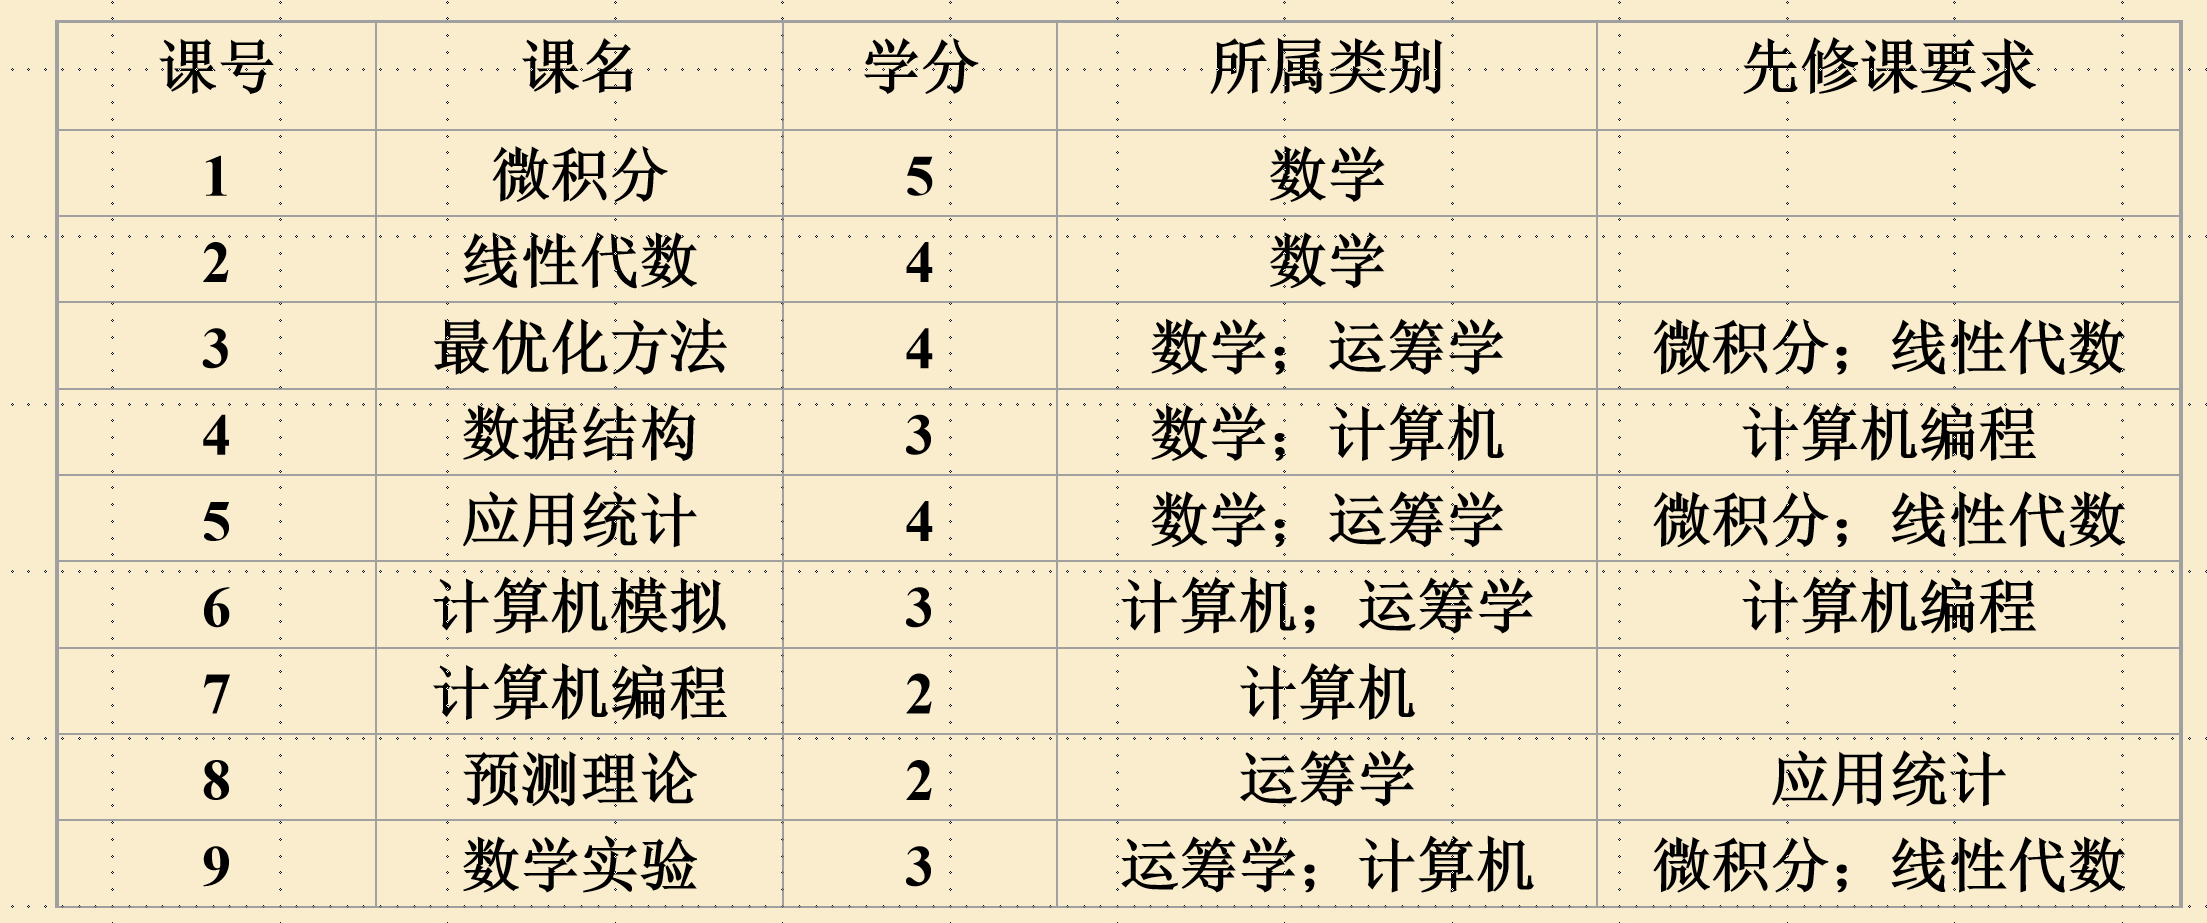 课号 课名 学分 所属类别 先修课要求
1 微积分 5 数学
2 线性代数 4 数学
3 最优化方法 4 数学；运筹学 微积分；线性代数
4 数据结构 3 数学；计算机 计算机编程
5 应用统计 4 数学；运筹学 微积分；线性代数
6 计算机模拟 3 计算机；运筹学 计算机编程
7 计算机编程 2 计算机
8 预测理论 2 运筹学 应用统计
9 数学实验 3 运筹学；计算机 微积分；线性代数